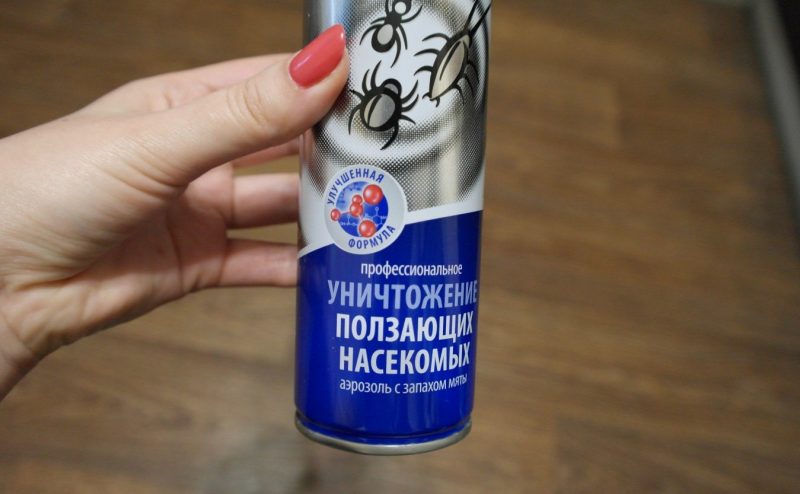 УЛУЧШЕННАЯ
ФОРМУЛА
профессиональное
УНИЧТОЖЕНИЕ
ПОЛЗАЮЩИХ
НАСЕКОМЫХ
аэрозоль с запахом мяты